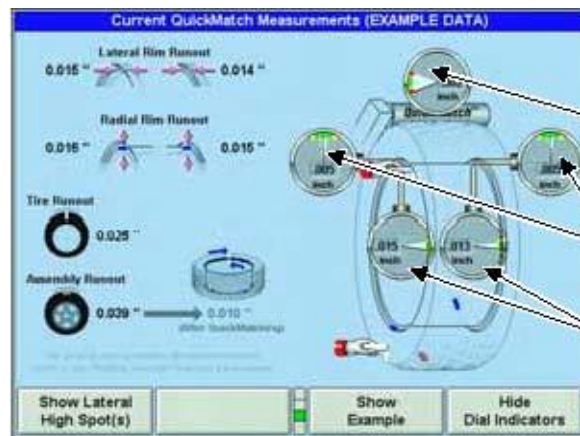 Current QuickMatch Measurements (EXAMPLE DATA)
Lateral Rim Runout
0.015 " 0.014 "
inch
Radial Rim Runout
0.015 " 0.015 "
.005
inch
.005
inch
Tire Runout
0.025 "
.015
inch
.013
inch
Assembly Runout
0.039 " 0.010 "
(After QuickMatching)
Show Lateral
High Spot(s)
Show
Example
Hide
Dial Indicators